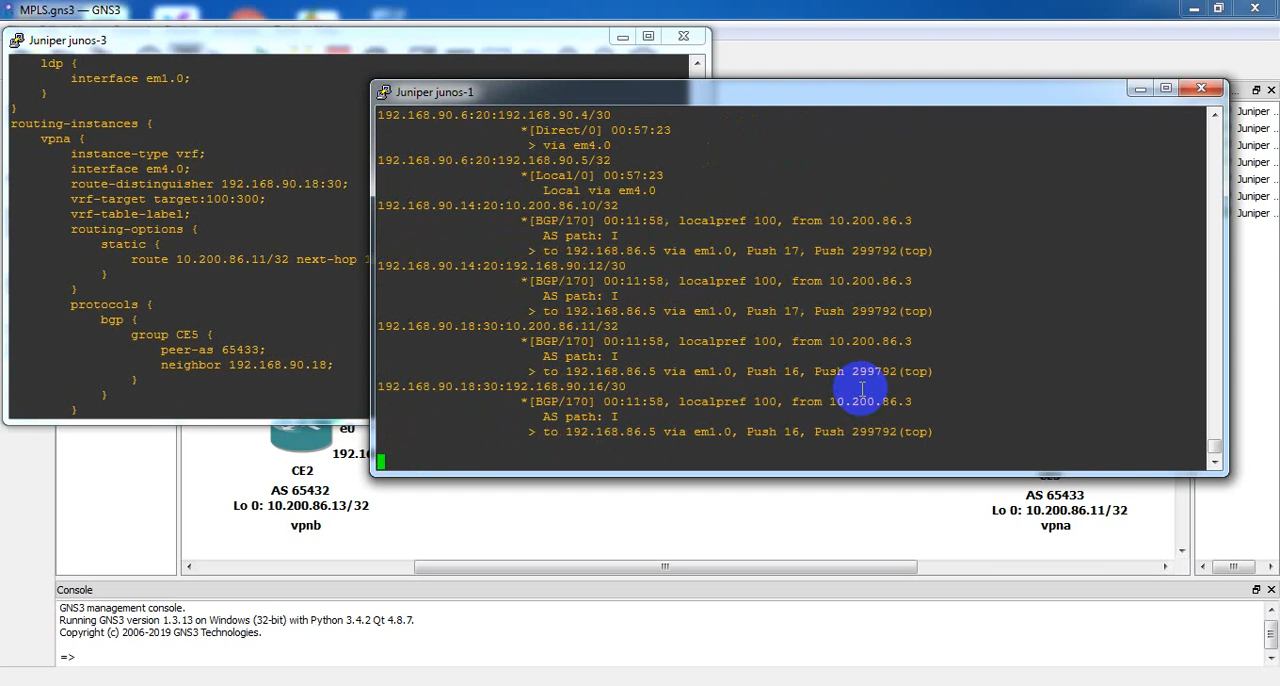 MPLS.gns3 — GNS3
Juniper junos-3
ldp {
interface em1.0;
}
}
routing-instances {
vpna {
instance-type vrf;
interface em4.0;
route-distinguisher 192.168.90.18:30;
vrf-target target:100:300;
vrf-table-label;
routing-options {
static {
route 10.200.86.11/32 next-hop 1
}
}
protocols {
bgp {
group CE5 {
peer-as 65433;
neighbor 192.168.90.18;
}
}
}
Juniper junos-1
192.168.90.6:20:192.168.90.4/30
*[Direct/0] 00:57:23
> via em4.0
192.168.90.6:20:192.168.90.5/32
*[Local/0] 00:57:23
Local via em4.0
192.168.90.14:20:10.200.86.10/32
*[BGP/170] 00:11:58, localpref 100, from 10.200.86.3
AS path: I
> to 192.168.86.5 via em1.0, Push 17, Push 299792(top)
192.168.90.14:20:192.168.90.12/30
*[BGP/170] 00:11:58, localpref 100, from 10.200.86.3
AS path: I
> to 192.168.86.5 via em1.0, Push 17, Push 299792(top)
192.168.90.18:30:10.200.86.11/32
*[BGP/170] 00:11:58, localpref 100, from 10.200.86.3
AS path: I
> to 192.168.86.5 via em1.0, Push 16, Push 299792(top)
192.168.90.18:30:192.168.90.16/30
*[BGP/170] 00:11:58, localpref 100, from 10.200.86.3
AS path: I
> to 192.168.86.5 via em1.0, Push 16, Push 299792(top)
Juniper ..
Juniper ..
Juniper ..
Juniper ..
Juniper ..
Juniper ..
Juniper ..
e0
192.16
CE2
AS 65432
Lo 0: 10.200.86.13/32
vpnb
AS 65433
Lo 0: 10.200.86.11/32
vpna
Console
GNS3 management console.
Running GNS3 version 1.3.13 on Windows (32-bit) with Python 3.4.2 Qt 4.8.7.
Copyright (c) 2006-2019 GNS3 Technologies.
=>